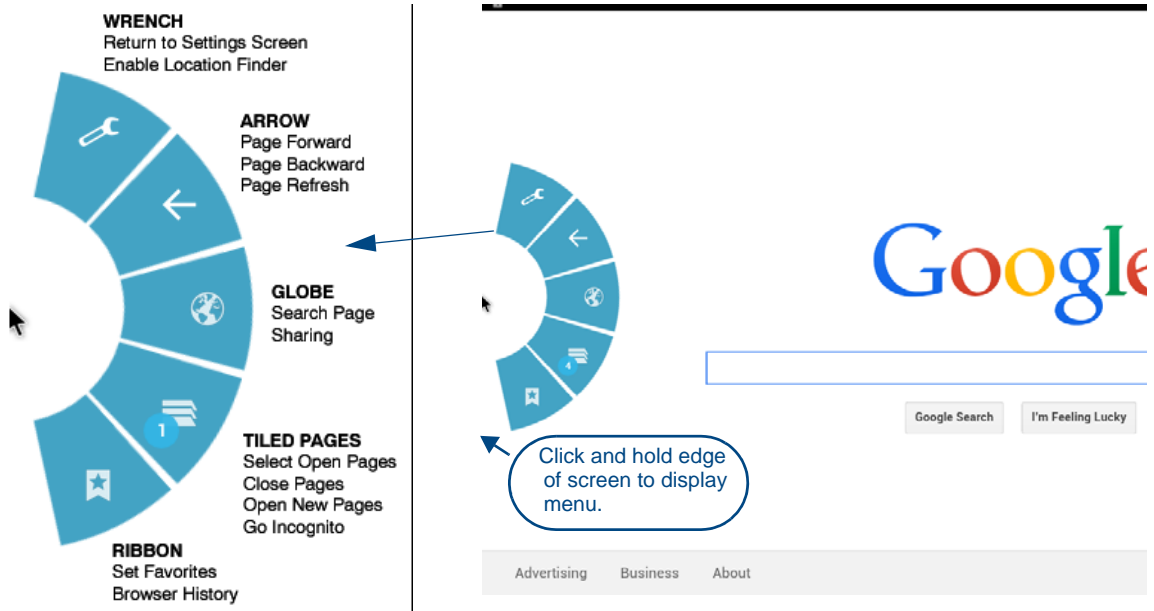 WRENCH
Return to Settings Screen
Enable Location Finder
ARROW
Page Forward
Page Backward
Page Refresh
GLOBE
Search Page
Sharing
1
TILED PAGES
Select Open Pages
Close Pages
Open New Pages
Go Incognito
RIBBON
Set Favorites
Browser History
Google
4
Google Search
I'm Feeling Lucky
Click and hold edge
of screen to display
menu.
Advertising
Business
About